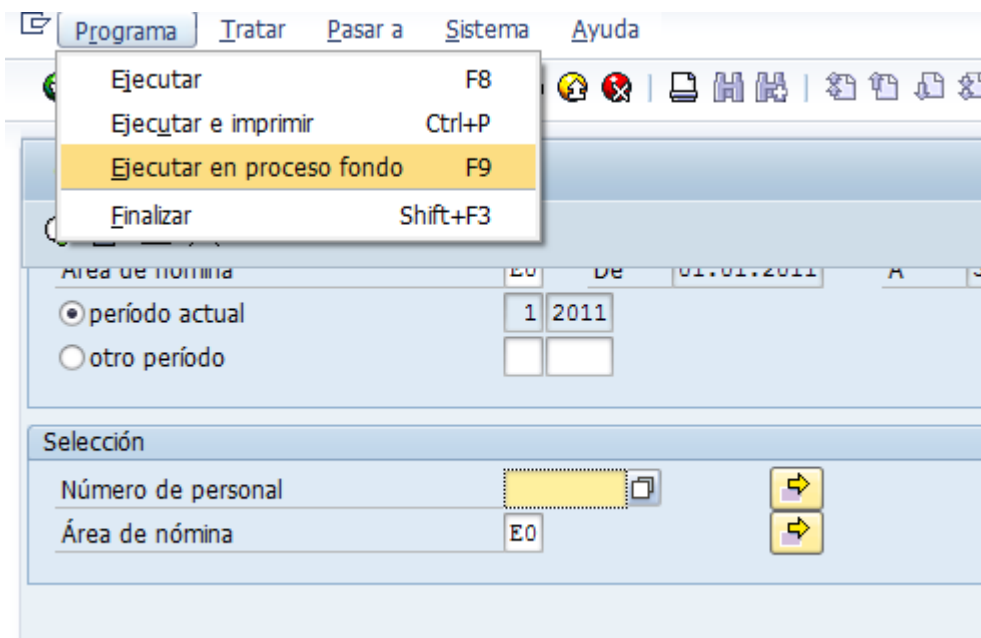 Programa Tratar Pasar a Sistema Ayuda
Ejecutar F8
Ejecutar e imprimir Ctrl+P
Ejecutar en proceso fondo F9
Finalizar Shift+F3
Área de nómina E0 De 01.01.2011 A
período actual 1 2011
otro período
Selección
Número de personal
Área de nómina E0